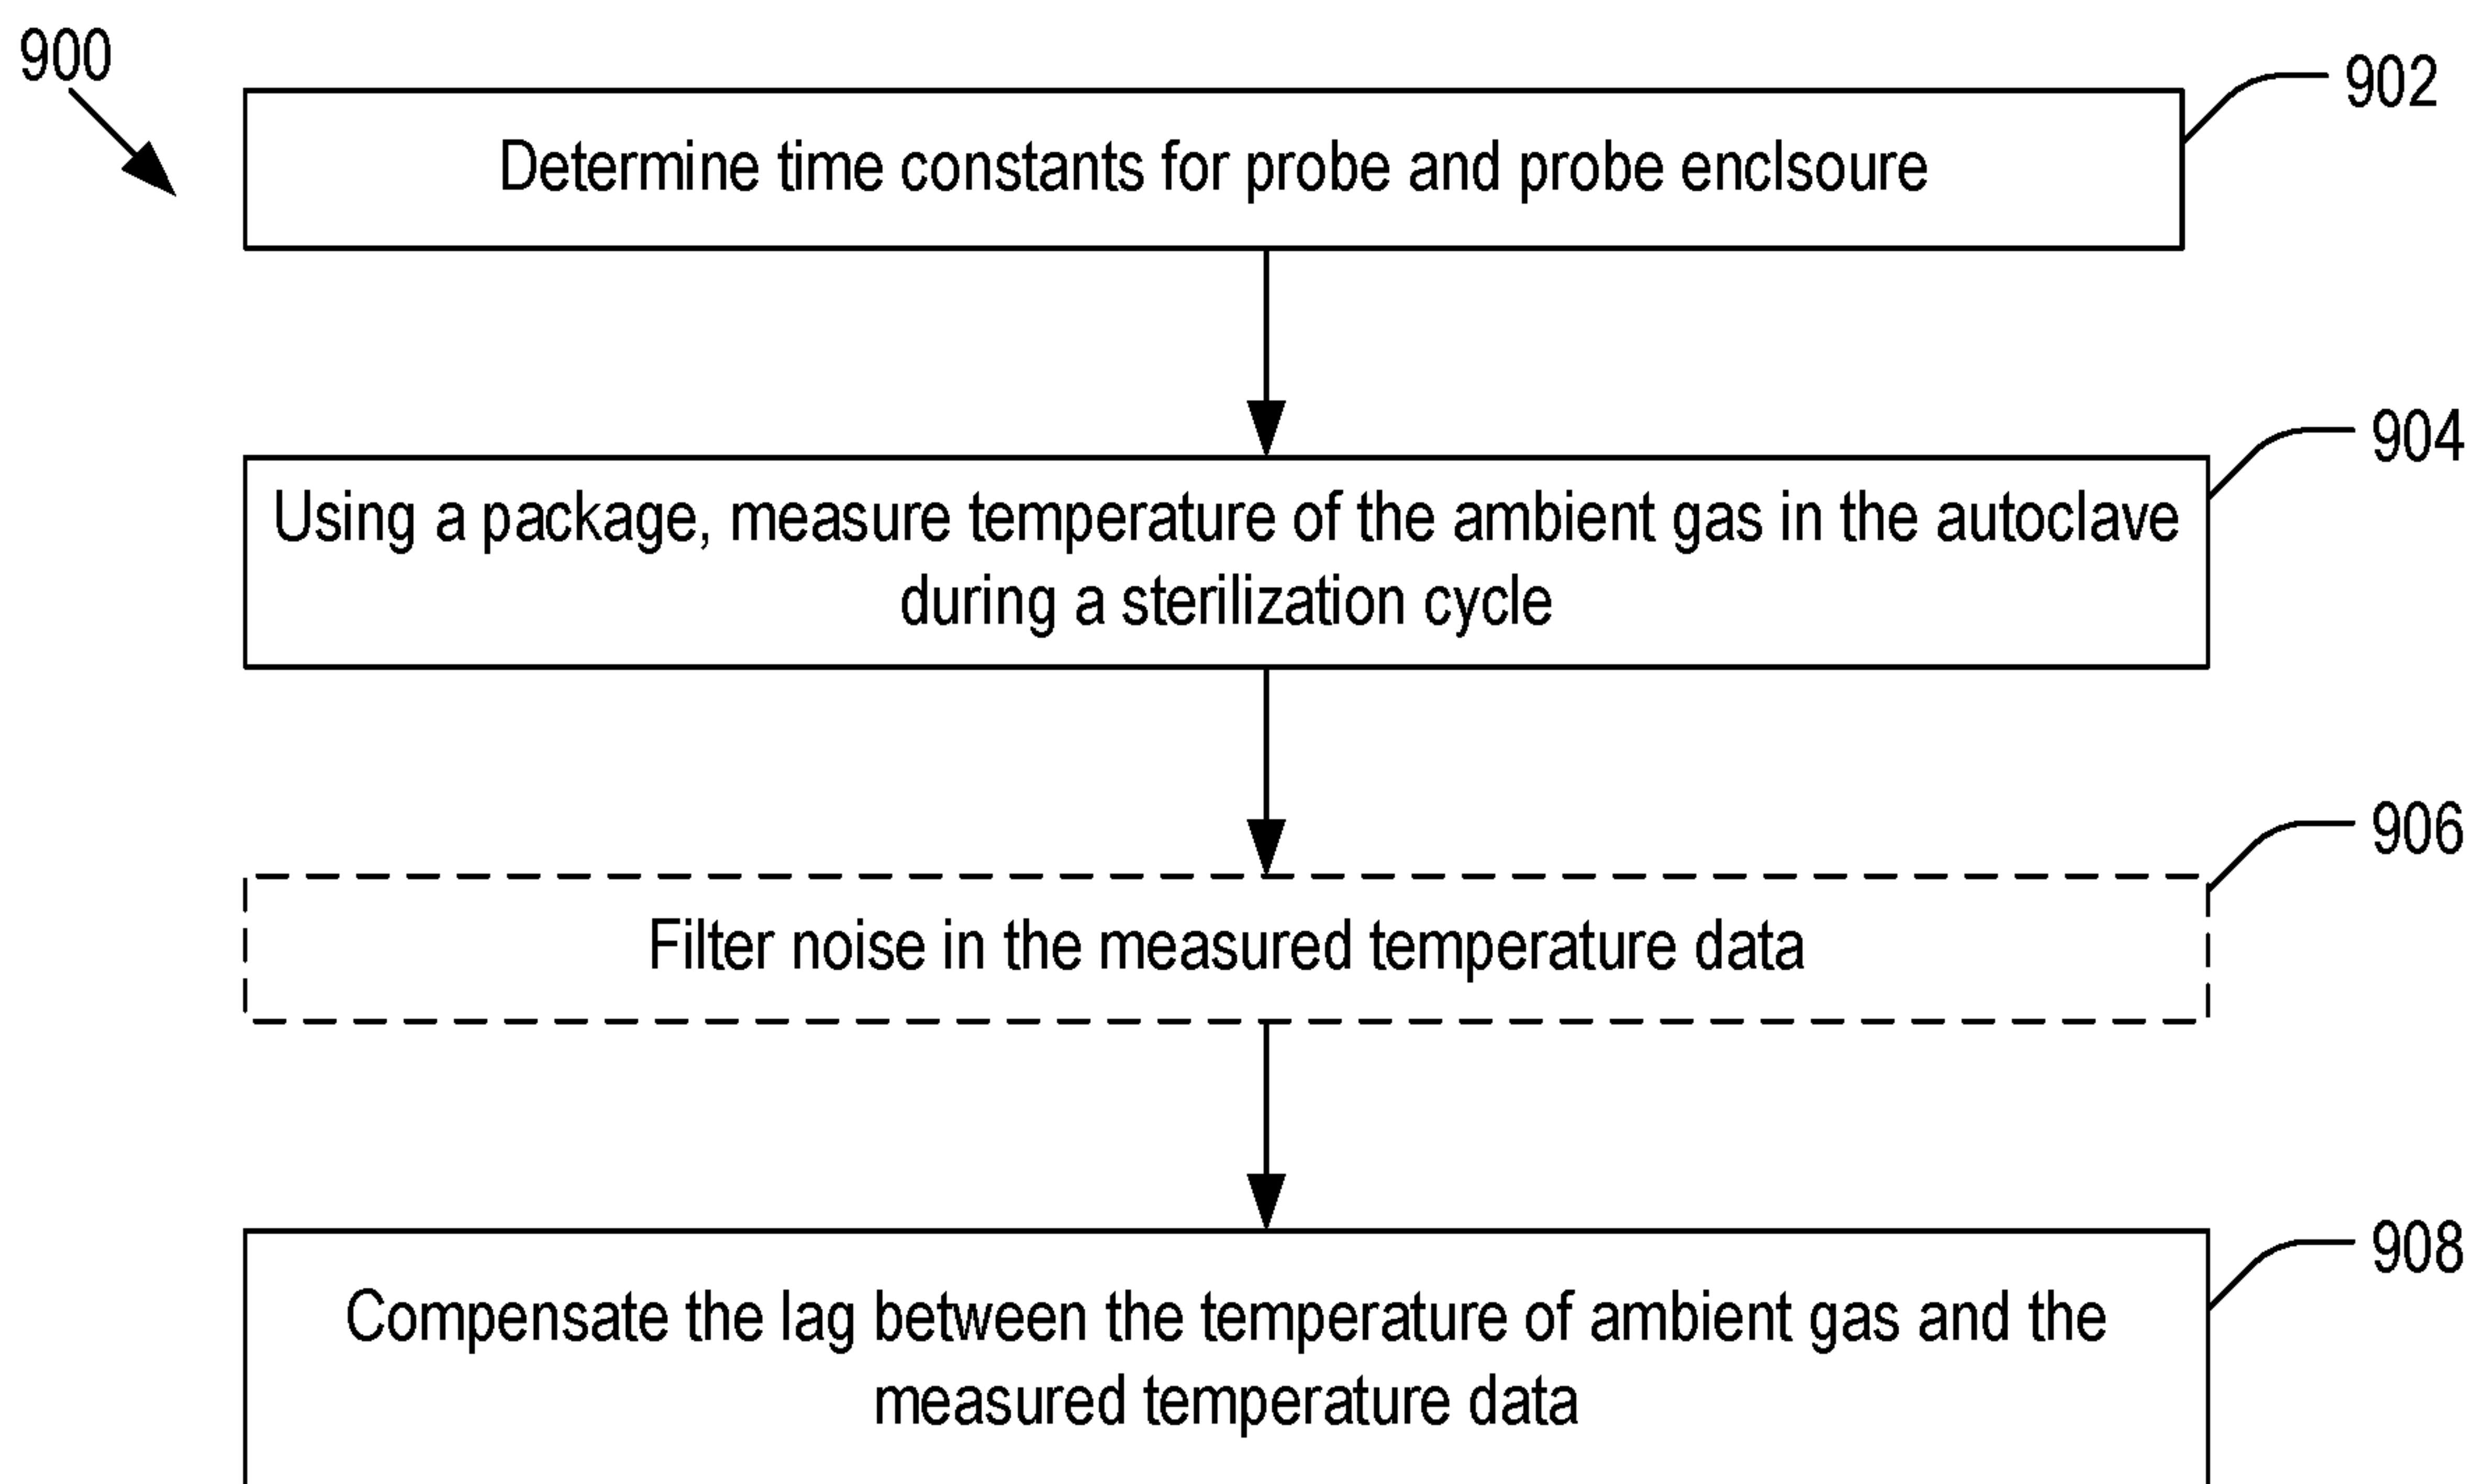 900
902
Determine time constants for probe and probe enclsoure
904
Using a package, measure temperature of the ambient gas in the autoclave
during a sterilization cycle
906
Filter noise in the measured temperature data
908
Compensate the lag between the temperature of ambient gas and the
measured temperature data